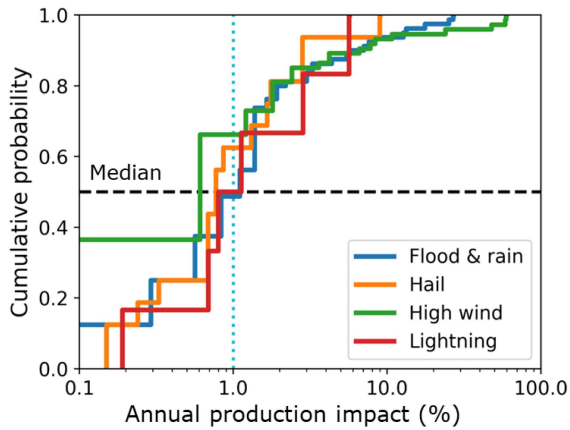 1.0
0.8
0.6
0.4
0.2
0.0
Cumulative probability
Median
Flood & rain
Hail
High wind
Lightning
0.1 1.0 10.0 100.0
Annual production impact (%)